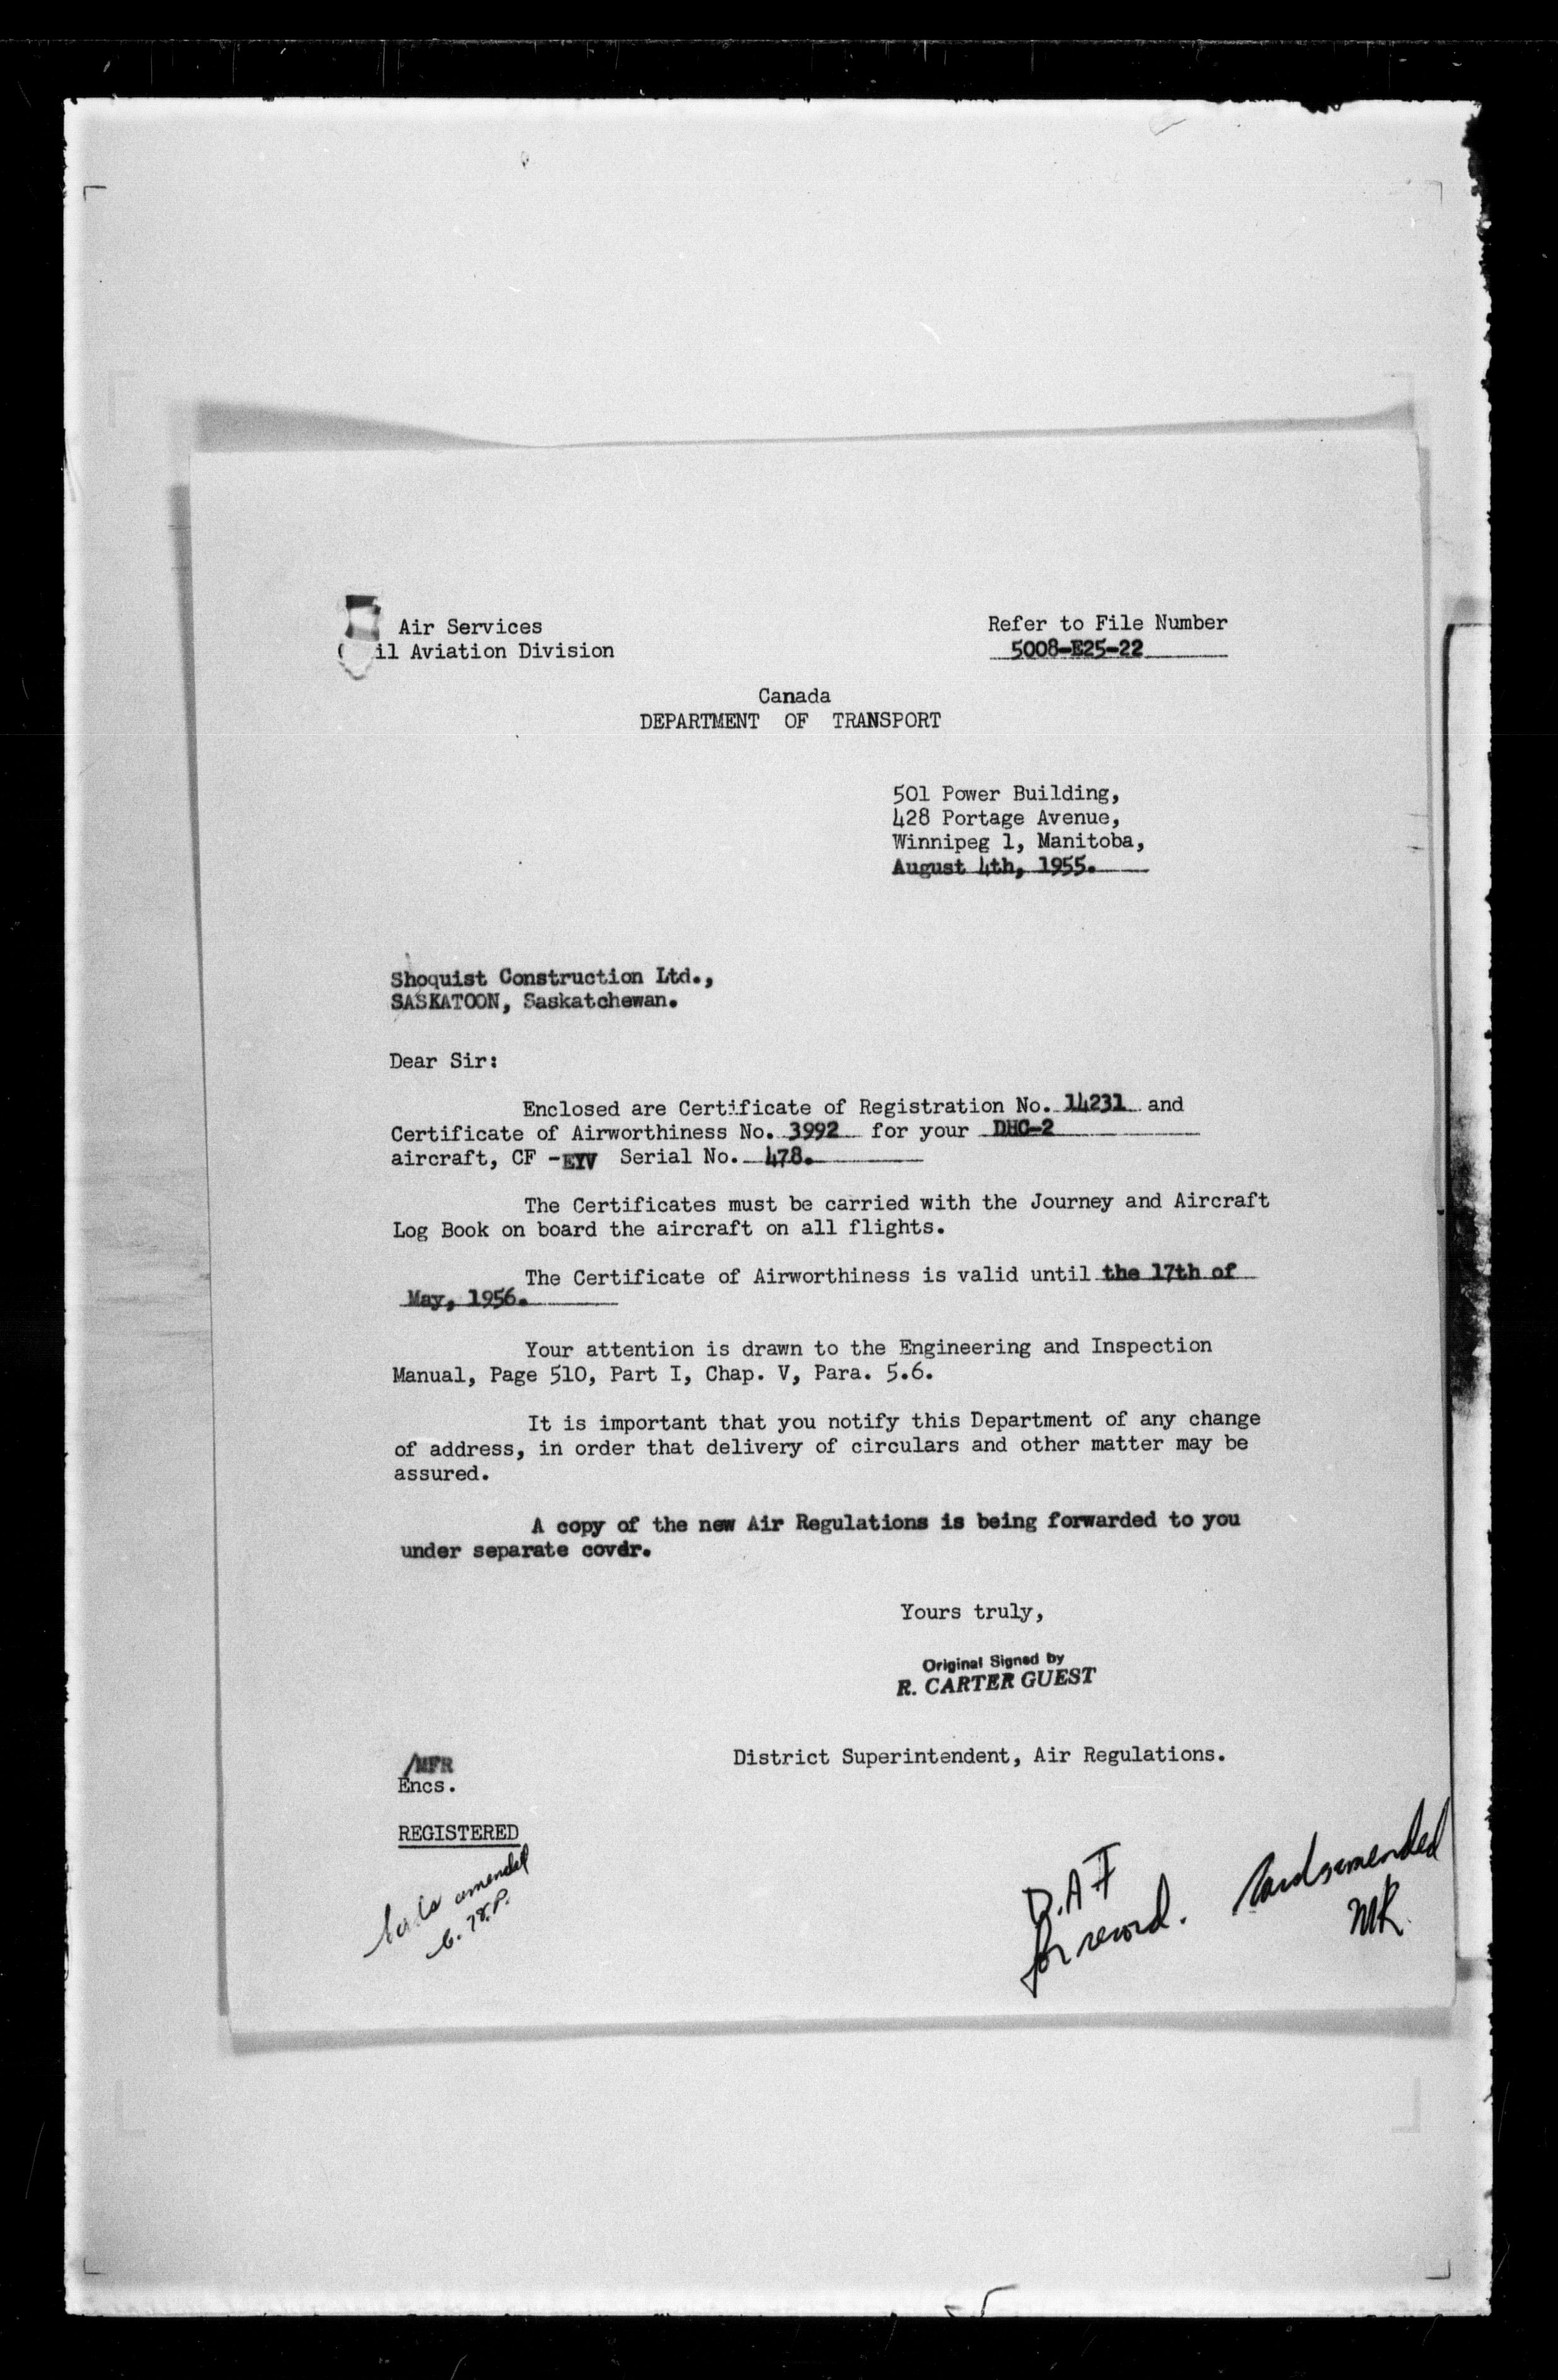 Air Services
il Aviation Division
Refer to File Number
5008-E25-22
Canada
DEPARTMENT OF TRANSPORT
501 Power Building,
428 Portage Avenue,
Winnipeg 1, Manitoba,
August 4th, 1955.
Shoquist Construction Ltd.,
SASKATOON, Saskatchewan.
Dear Sir:
Enclosed are Certificate of Registration No. 14231 and
Certificate of Airworthiness No. 3992 for your DHC-2
aircraft, CF -EYV Serial No. 478.
The Certificates must be carried with the Journey and Aircraft
Log Book on board the aircraft on all flights.
The Certificate of Airworthiness is valid until the 17th of
May, 1956.
Your attention is drawn to the Engineering and Inspection
Manual, Page 510, Part I, Chap. V, Para. 5.6.
It is important that you notify this Department of any change
of address, in order that delivery of circulars and other matter may be
assured.
A copy of the new Air Regulations is being forwarded to you
under separate cover.
Yours truly,
Original Signed by
R. CARTER GUEST
District Superintendent, Air Regulations.
/MFR
Encs.
REGISTERED
amended
D.A.I
for record.
Cards amended
MR.